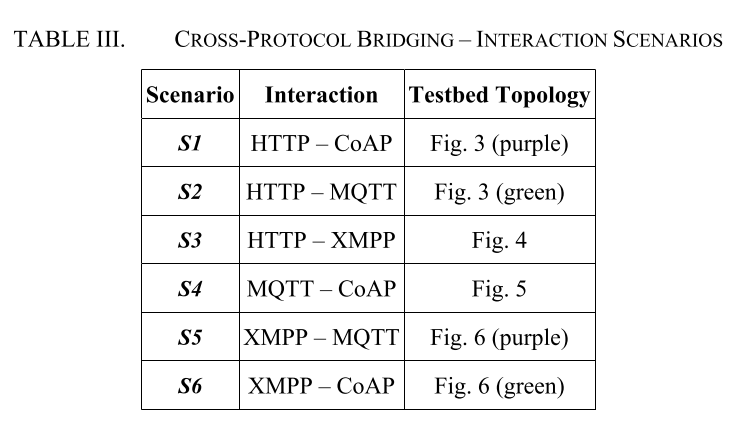 TABLE III. CROSS-PROTOCOL BRIDGING – INTERACTION SCENARIOS
Scenario Interaction Testbed Topology
S1 HTTP – CoAP Fig. 3 (purple)
S2 HTTP – MQTT Fig. 3 (green)
S3 HTTP – XMPP Fig. 4
S4 MQTT – CoAP Fig. 5
S5 XMPP – MQTT Fig. 6 (purple)
S6 XMPP – CoAP Fig. 6 (green)